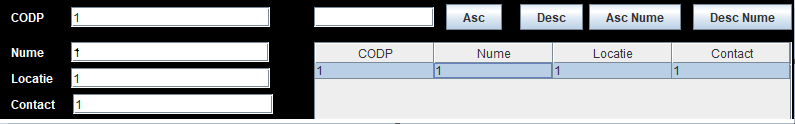 CODP 1 Asc Desc Asc Nume Desc Nume
Nume 1 CODP Nume Locatie Contact
Locatie 1 1 1 1 1
Contact 1